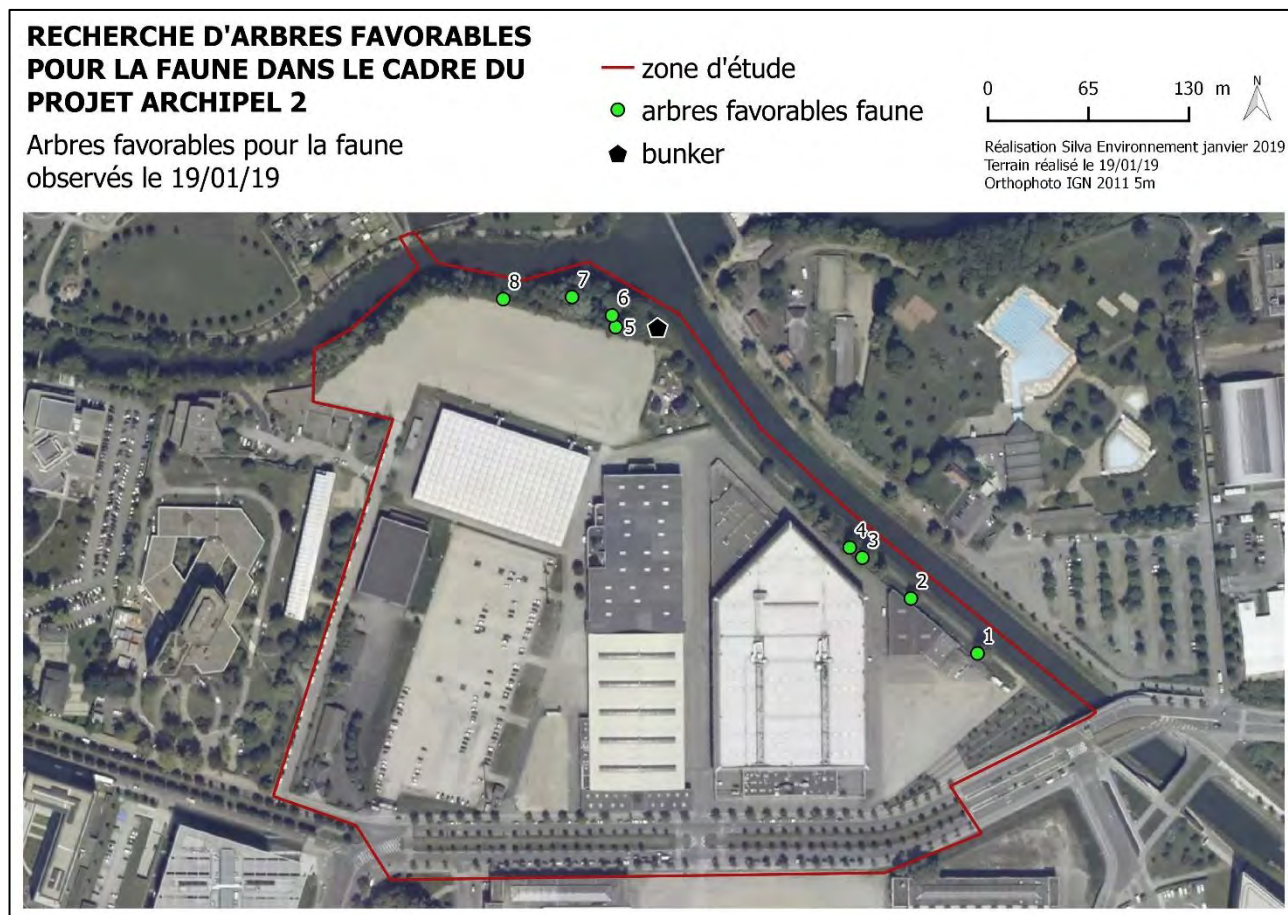 RECHERCHE D'ARBRES FAVORABLES
POUR LA FAUNE DANS LE CADRE DU
PROJET ARCHIPEL 2
Arbres favorables pour la faune
observés le 19/01/19
zone d'étude
arbres favorables faune
bunker
0 65 130 m
N
Réalisation Silva Environnement janvier 2019
Terrain réalisé le 19/01/19
Orthophoto IGN 2011 5m
8
7
6
5
4
3
2
1